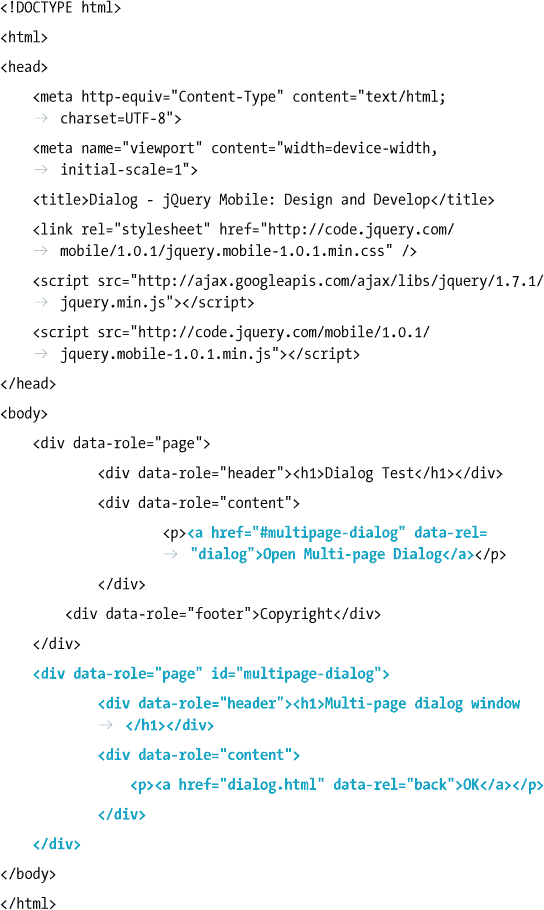 <!DOCTYPE html>
<html>
<head>
<meta http-equiv="Content-Type" content="text/html;
→ charset=UTF-8">
<meta name="viewport" content="width=device-width,
→ initial-scale=1">
<title>Dialog - jQuery Mobile: Design and Develop</title>
<link rel="stylesheet" href="http://code.jquery.com/
→ mobile/1.0.1/jquery.mobile-1.0.1.min.css" />
<script src="http://ajax.googleapis.com/ajax/libs/jquery/1.7.1/
→ jquery.min.js"></script>
<script src="http://code.jquery.com/mobile/1.0.1/
→ jquery.mobile-1.0.1.min.js"></script>
</head>
<body>
<div data-role="page">
<div data-role="header"><h1>Dialog Test</h1></div>
<div data-role="content">
<p><a href="#multipage-dialog" data-rel=
→ "dialog">Open Multi-page Dialog</a></p>
</div>
<div data-role="footer">Copyright</div>
</div>
<div data-role="page" id="multipage-dialog">
<div data-role="header"><h1>Multi-page dialog window
→ </h1></div>
<div data-role="content">
<p><a href="dialog.html" data-rel="back">OK</a></p>
</div>
</div>
</body>
</html>